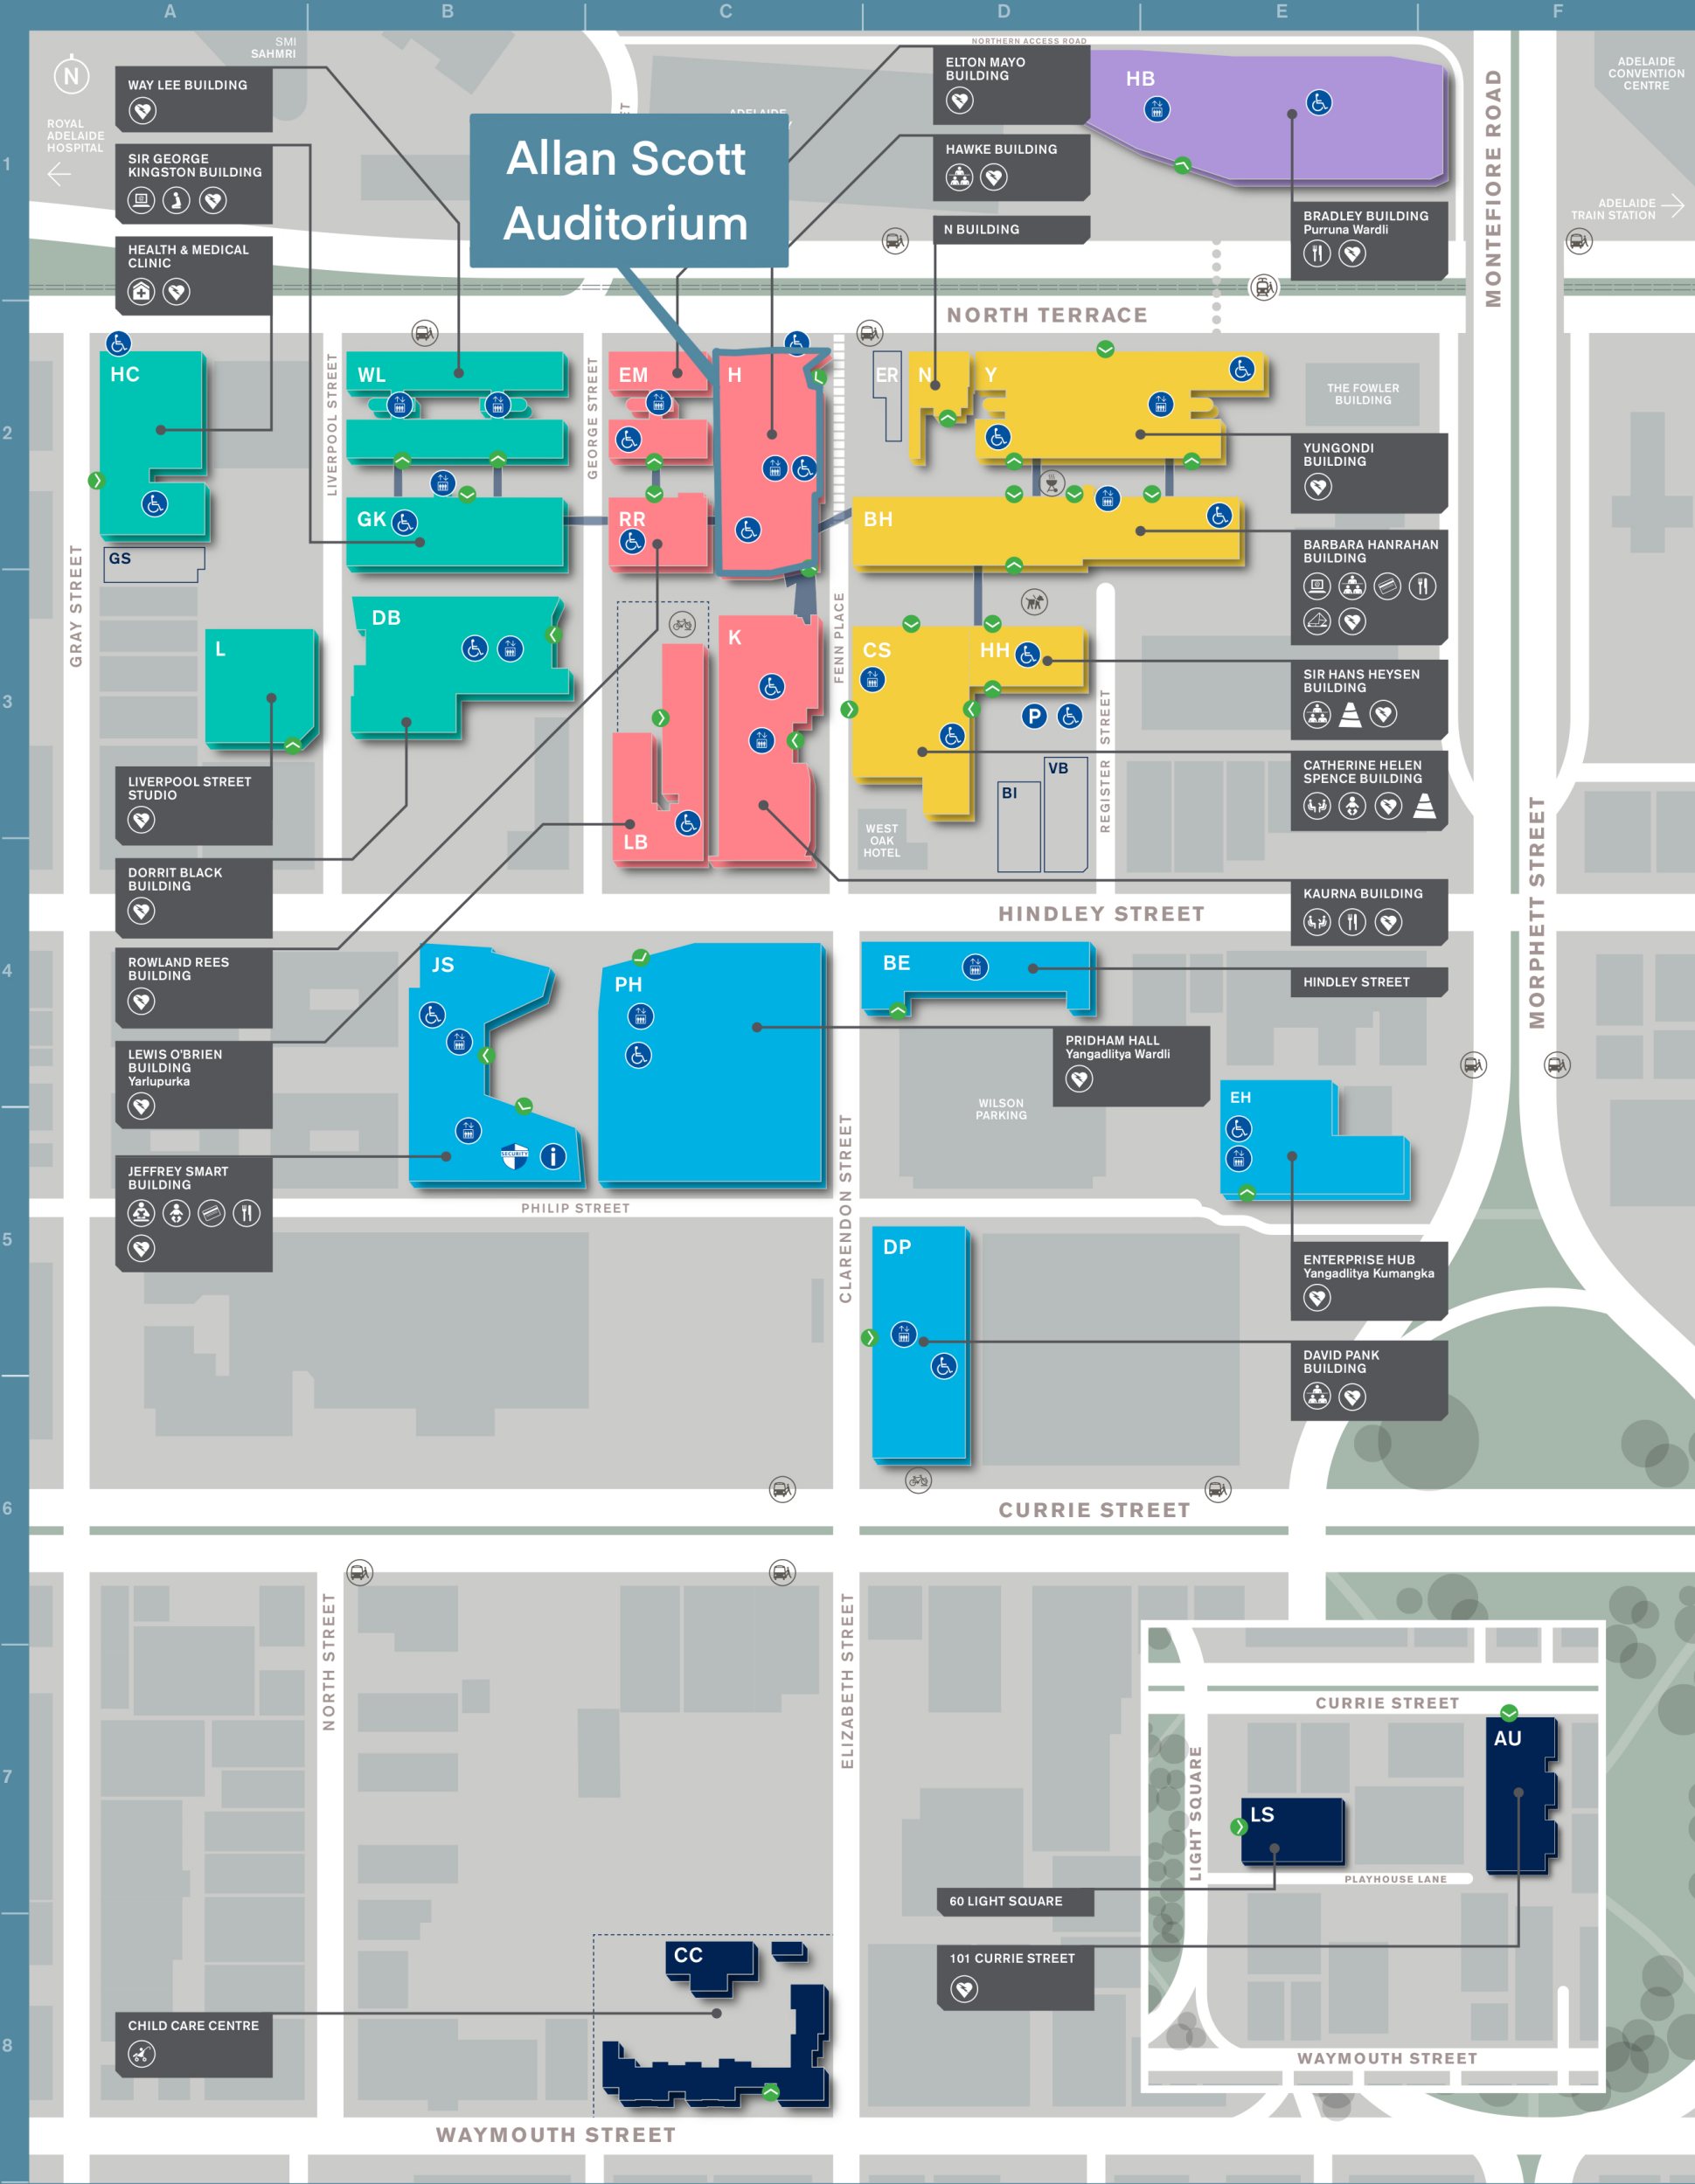 A
B
C
D
E
F
1
2
3
4
5
6
7
8
N
SMI
SAHMRI
ROYAL
ADELAIDE
HOSPITAL
NORTHERN ACCESS ROAD
ADELAIDE
CONVENTION
CENTRE
ADELAIDE
TRAIN STATION
MONTEFIORE ROAD
WAY LEE BUILDING
SIR GEORGE
KINGSTON BUILDING
HEALTH & MEDICAL
CLINIC
Allan Scott
Auditorium
ELTON MAYO
BUILDING
HAWKE BUILDING
N BUILDING
HB
BRADLEY BUILDING
Purruna Wardli
NORTH TERRACE
HC
WL
EM
H
ER
N
Y
THE FOWLER
BUILDING
LIVERPOOL STREET
GEORGE STREET
YUNGONDI
BUILDING
GK
RR
BH
GS
BARBARA HANRAHAN
BUILDING
GRAY STREET
L
DB
K
FENN PLACE
CS
HH
SIR HANS HEYSEN
BUILDING
P
REGISTER STREET
CATHERINE HELEN
SPENCE BUILDING
VB
BI
LIVERPOOL STREET
STUDIO
LB
WEST
OAK
HOTEL
DORRIT BLACK
BUILDING
KAURNA BUILDING
HINDLEY STREET
MORPHETT STREET
ROWLAND REES
BUILDING
JS
PH
BE
HINDLEY STREET
LEWIS O'BRIEN
BUILDING
Yarlupurka
PRIDHAM HALL
Yangadlitya Wardli
WILSON
PARKING
EH
JEFFREY SMART
BUILDING
SECURITY
i
PHILIP STREET
CLARENDON STREET
DP
ENTERPRISE HUB
Yangadlitya Kumangka
DAVID PANK
BUILDING
CURRIE STREET
NORTH STREET
ELIZABETH STREET
CURRIE STREET
AU
LIGHT SQUARE
LS
PLAYHOUSE LANE
60 LIGHT SQUARE
101 CURRIE STREET
CC
CHILD CARE CENTRE
WAYMOUTH STREET
WAYMOUTH STREET